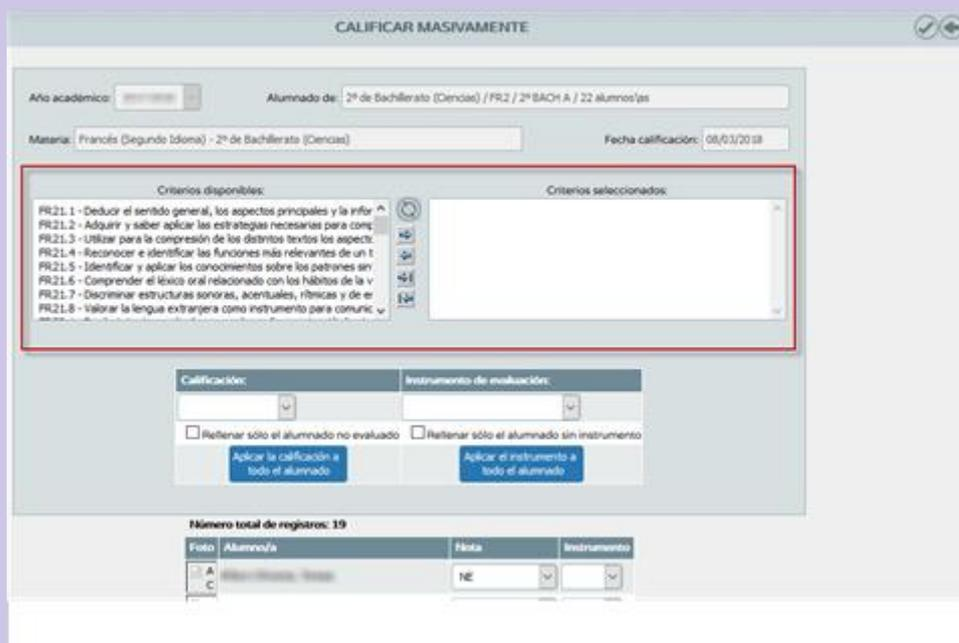 CALIFICAR MASIVAMENTE
Año académico:
Alumnado de: 2º de Bachillerato (Ciencias) / FR2 / 2º BACH A / 22 alumnos\as
Materia: Francés (Segundo Idioma) - 2º de Bachillerato (Ciencias)
Fecha calificación: 08/03/2018
Criterios disponibles:
FR21.1 - Deducir el sentido general, los aspectos principales y la infor
FR21.2 - Adquirir y saber aplicar las estrategias necesarias para comp
FR21.3 - Utilizar para la compresión de los distintos textos los aspecto
FR21.4 - Reconocer e identificar las funciones más relevantes de un t
FR21.5 - Identificar y aplicar los conocimientos sobre los patrones sin
FR21.6 - Comprender el léxico oral relacionado con los hábitos de la v
FR21.7 - Discriminar estructuras sonoras, acentuales, rítmicas y de er
FR21.8 - Valorar la lengua extranjera como instrumento para comunic
Criterios seleccionados:
Calificación:
Instrumento de evaluación:
Rellenar sólo el alumnado no evaluado
Rellenar sólo el alumnado sin instrumento
Aplicar la calificación a
todo el alumnado
Aplicar el instrumento a
todo el alumnado
Número total de registros: 19
Foto Alumno/a Nota Instrumento
A
C
NE